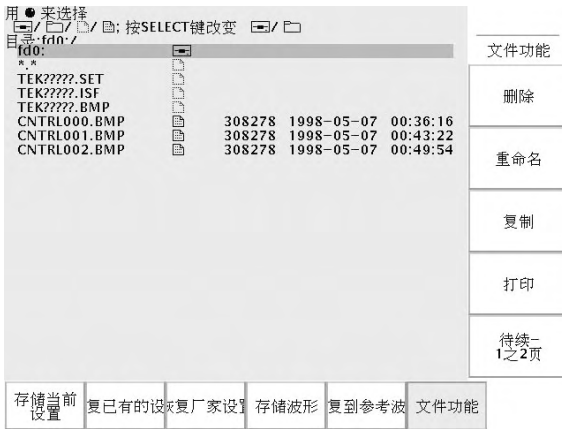 用 来选择
/ / / ; 按SELECT键改变 /
目录:fd0:/
fd0:
*.*
TEK?????.SET
TEK?????.ISF
TEK?????.BMP
CNTRL000.BMP 308278 1998-05-07 00:36:16
CNTRL001.BMP 308278 1998-05-07 00:43:22
CNTRL002.BMP 308278 1998-05-07 00:49:54
文件功能
删除
重命名
复制
打印
待续-
1之2页
存储当前
设置
复已有的设
复厂家设置
存储波形
复到参考波
文件功能